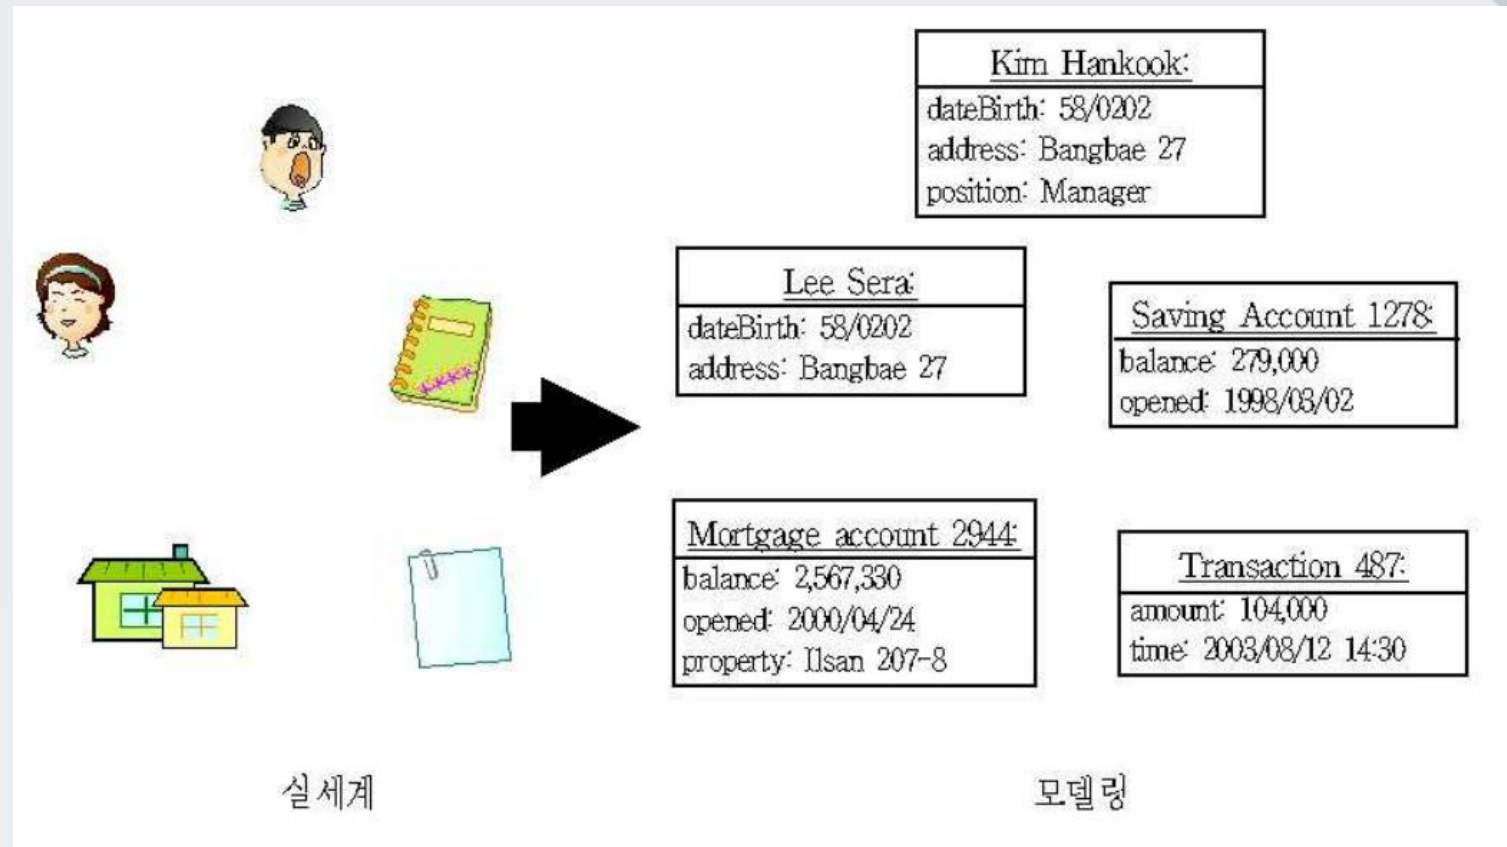 Kim Hankook:
dateBirth: 58/0202
address: Bangbae 27
position: Manager
Lee Sera:
dateBirth: 58/0202
address: Bangbae 27
Saving Account 1278:
balance: 279,000
opened: 1998/03/02
Mortgage account 2944:
balance: 2,567,330
opened: 2000/04/24
property: Ilsan 207-8
Transaction 487:
amount: 104,000
time: 2003/08/12 14:30
실세계
모델링